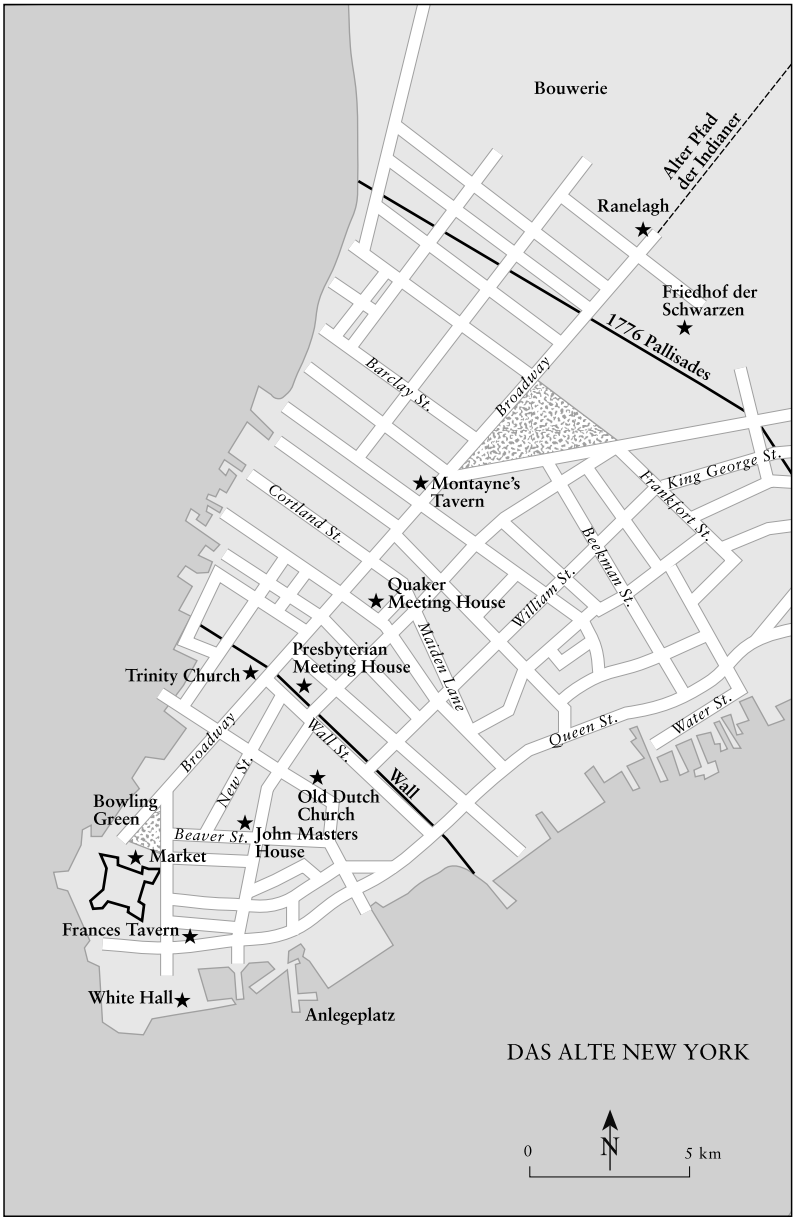 Bouwerie
Alter Pfad
der Indianer
Ranelagh
Friedhof der
Schwarzen
1776 Pallisades
Barclay St.
Broadway
King George St.
Frankfort St.
Montayne's
Tavern
Cortland St.
Beekman St.
William St.
Quaker
Meeting House
Maiden Lane
Presbyterian
Meeting House
Trinity Church
Broadway
Wall St.
Queen St.
Water St.
New St.
Wall
Old Dutch
Church
Bowling
Green
Beaver St.
John Masters
House
Market
Frances Tavern
White Hall
Anlegeplatz
DAS ALTE NEW YORK
N
0
5 km